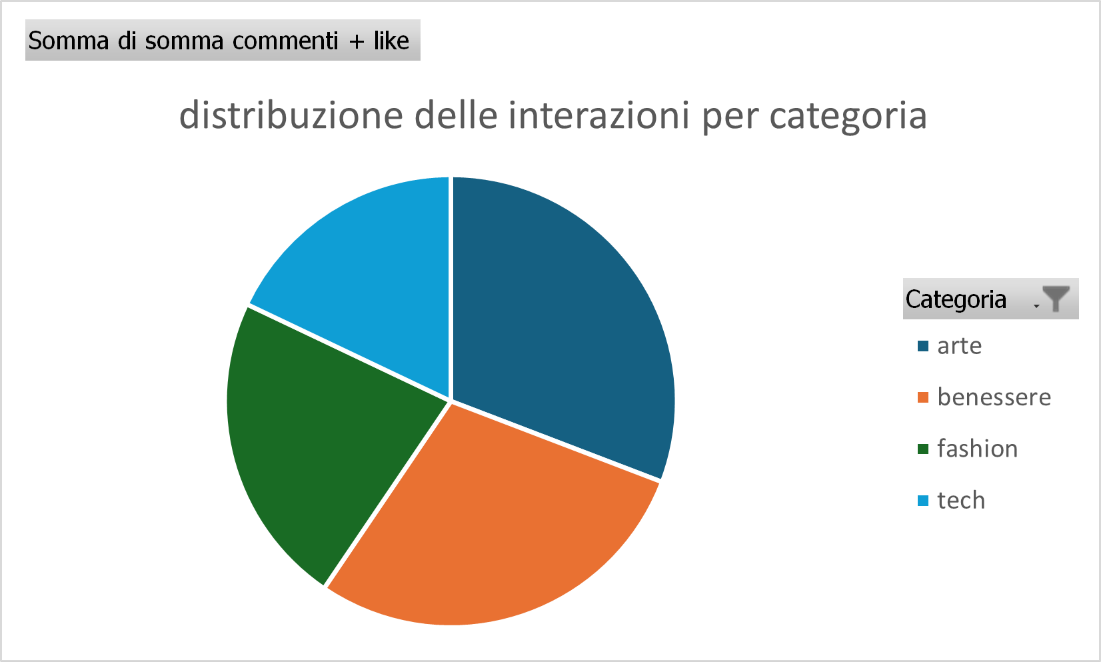 Somma di somma commenti + like
distribuzione delle interazioni per categoria
Categoria
arte
benessere
fashion
tech